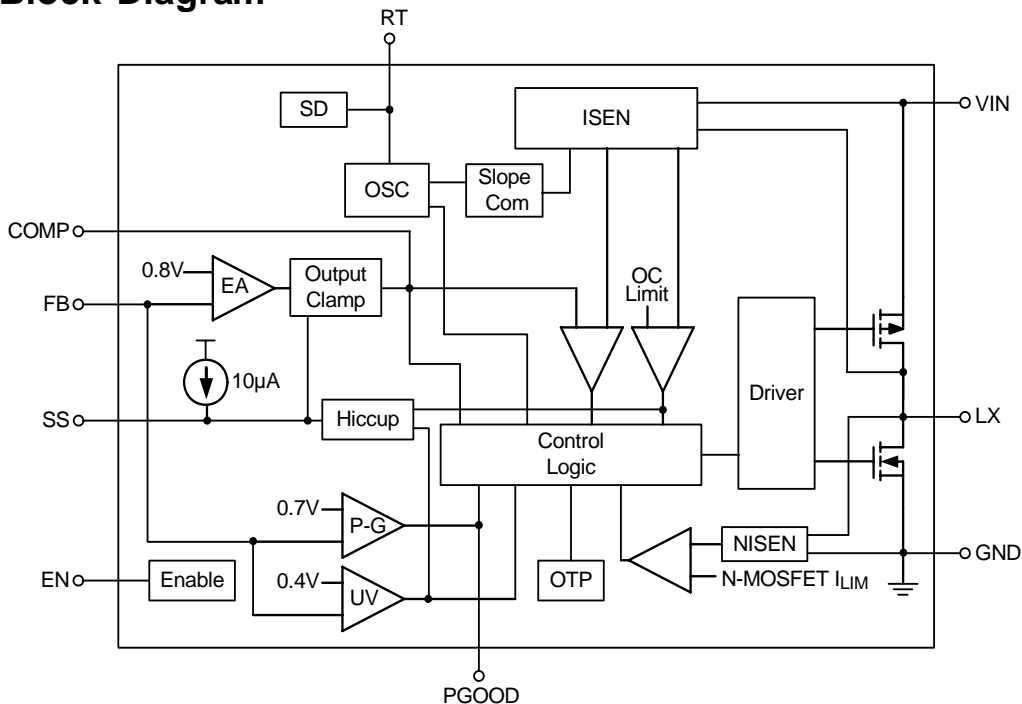 Block Diagram
RT
SD
ISEN
VIN
OSC
Slope
Com
COMP
0.8V
EA
Output
Clamp
OC
Limit
FB
10µA
Driver
SS
Hiccup
LX
Control
Logic
0.7V
P-G
NISEN
GND
EN
Enable
0.4V
UV
OTP
N-MOSFET ILIM
PGOOD